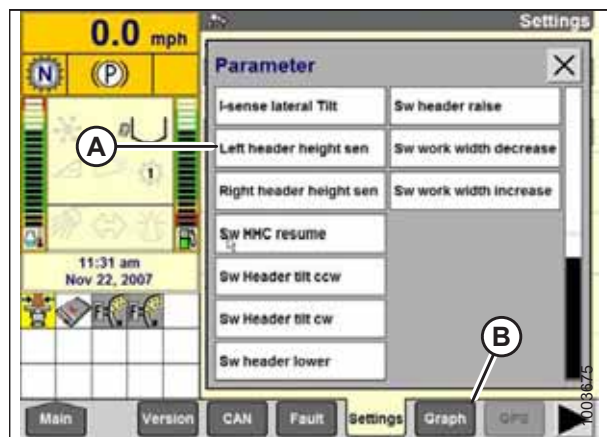 0.0 mph
Settings
N
(P)
Parameter
D
1
I-sense lateral Tilt
Sw header raise
A
Left header height sen
Sw work width decrease
Right header height sen
Sw work width increase
Sw HHC resume
11:31 am
Nov 22, 2007
Sw Header tilt ccw
F=
F=
Sw Header tilt cw
B
Sw header lower
1003675
Main
Version
CAN
Fault
Settings
Graph
GPS